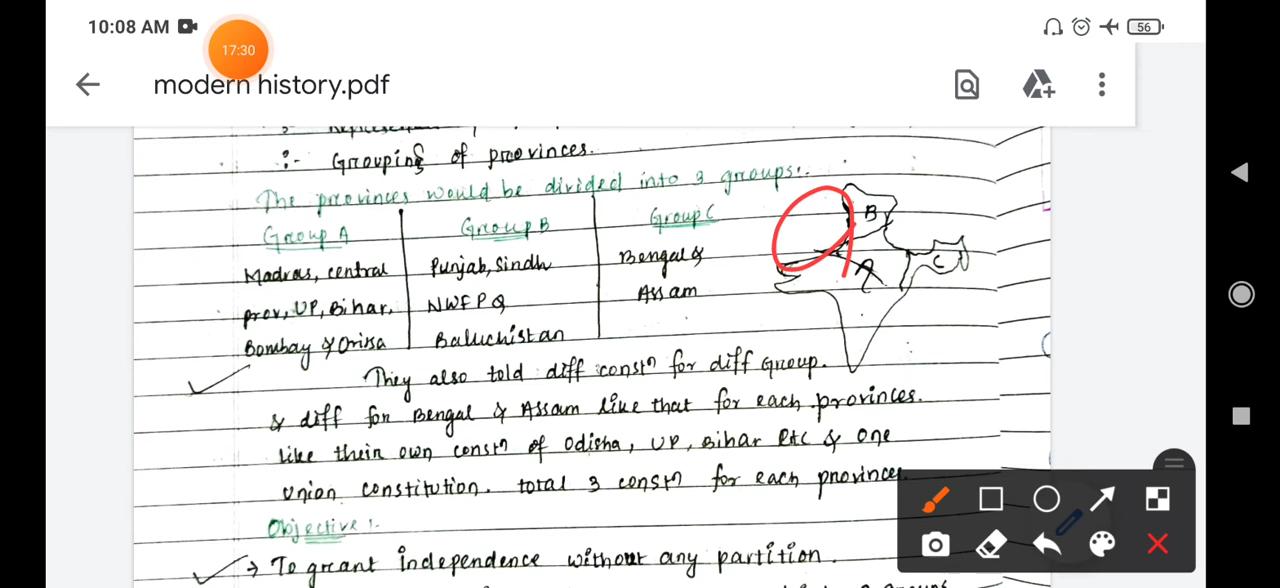 10:08 AM
56
17:30
modern history.pdf
:- Grouping of provinces.
The provinces would be divided into 3 groups:.
Group A
Group B
Group C
Madras, central
prov, UP, Bihar,
Bombay & Orissa
Punjab, Sindh
NWFP &
Baluchistan
Bengal &
Assam
B
A
C
They also told diff constn for diff Group.
& diff for Bengal & Assam like that for each provinces.
like their own constn of Odisha, UP, Bihar etc & one
union constitution. total 3 constn for each provinces
Objective :-
→ To grant independence without any partition.